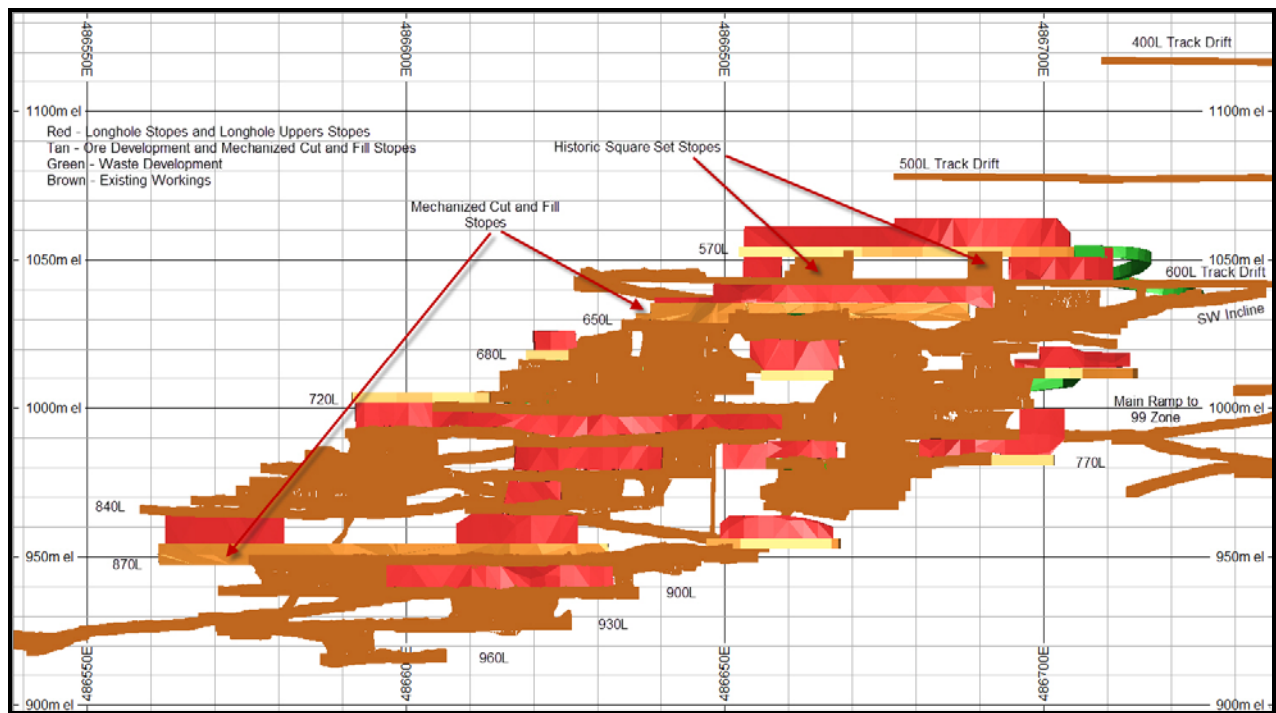 486550E
486600E
486650E
486700E
400L Track Drift
1100m el
1100m el
Red - Longhole Stopes and Longhole Uppers Stopes
Tan - Ore Development and Mechanized Cut and Fill Stopes
Green - Waste Development
Brown - Existing Workings
Historic Square Set Stopes
500L Track Drift
Mechanized Cut and Fill
Stopes
570L
1050m el
1050m el
600L Track Drift
650L
SW Incline
680L
720L
1000m el
1000m el
Main Ramp to
99 Zone
770L
840L
870L
950m el
950m el
900L
930L
960L
486550E
486600E
486650E
486700E
900m el
900m el